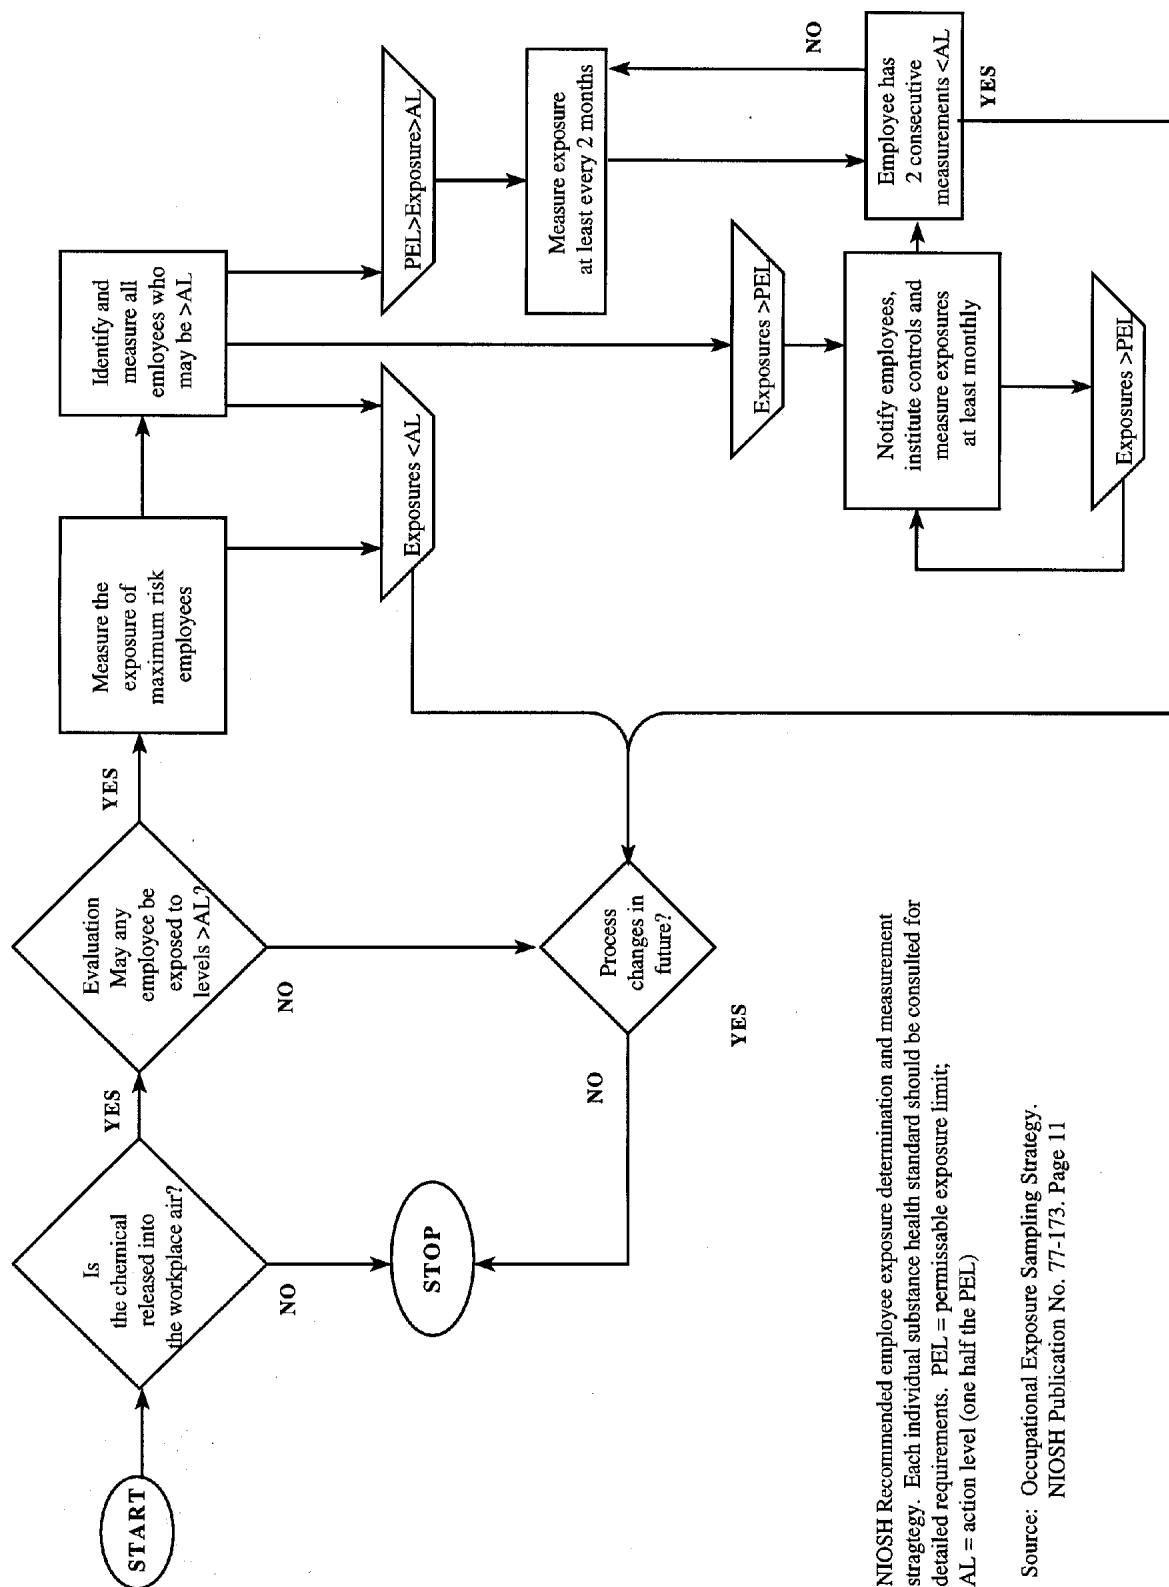 START
Is
the chemical
released into
the workplace air?
YES
NO
STOP
Evaluation
May any
employee be
exposed to
levels >AL?
YES
NO
Measure the
exposure of
maximum risk
employees
Identify and
measure all
emloyees who
may be >AL
Exposures <AL
PEL>Exposure>AL
Measure exposure
at least every 2 months
Exposures >PEL
Notify employees,
institute controls and
measure exposures
at least monthly
Exposures >PEL
Employee has
2 consecutive
measurements <AL
NO
YES
Process
changes in
future?
NO
YES
NIOSH Recommended employee exposure determination and measurement
stragtegy. Each individual substance health standard should be consulted for
detailed requirements. PEL = permissable exposure limit;
AL = action level (one half the PEL)
Source: Occupational Exposure Sampling Strategy.
NIOSH Publication No. 77-173. Page 11